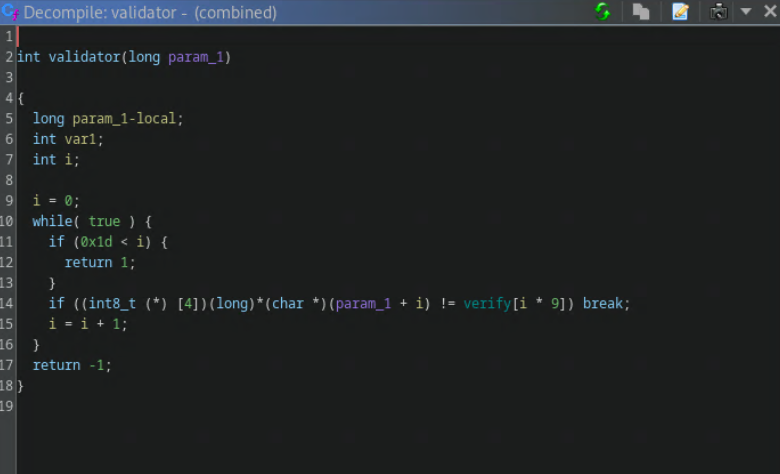 Decompile: validator - (combined)
1
2 int validator(long param_1)
3
4 {
5   long param_1-local;
6   int var1;
7   int i;
8
9   i = 0;
10   while( true ) {
11     if (0x1d < i) {
12       return 1;
13     }
14     if ((int8_t (*) [4])(long)*(char *)(param_1 + i) != verify[i * 9]) break;
15     i = i + 1;
16   }
17   return -1;
18 }
19